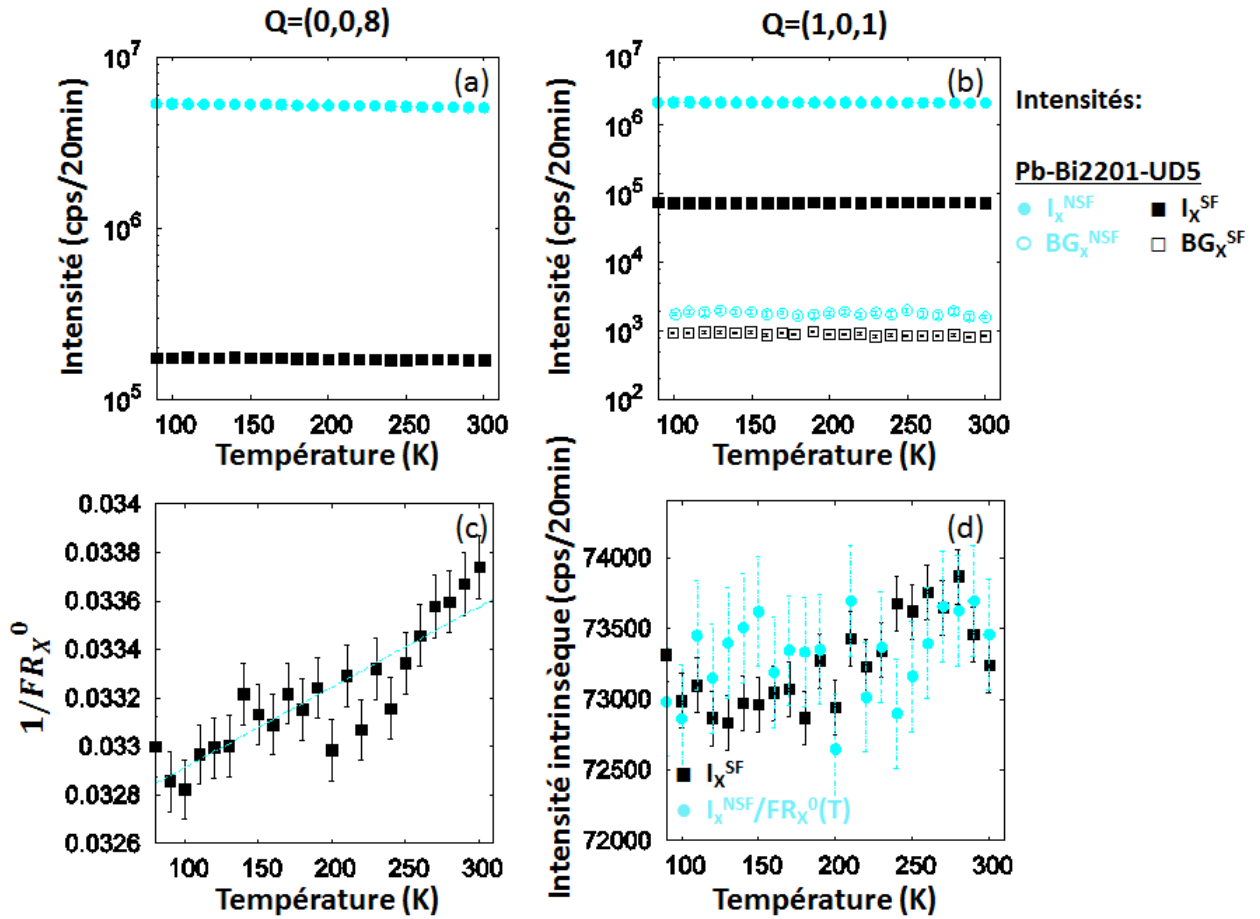 Q=(0,0,8)
Q=(1,0,1)
(a)
10^7
10^6
10^5
Intensité (cps/20min)
100 150 200 250 300
Température (K)
(b)
10^7
10^6
10^5
10^4
10^3
10^2
Intensité (cps/20min)
100 150 200 250 300
Température (K)
Intensités:
Pb-Bi2201-UD5
I_x^NSF I_x^SF
BG_x^NSF BG_X^SF
(c)
0.034
0.0338
0.0336
0.0334
0.0332
0.033
0.0328
0.0326
1/FR_X^0
100 150 200 250 300
Température (K)
(d)
74000
73500
73000
72500
72000
Intensité intrinsèque (cps/20min)
I_X^SF
I_x^NSF/FR_X^0(T)
100 150 200 250 300
Température (K)